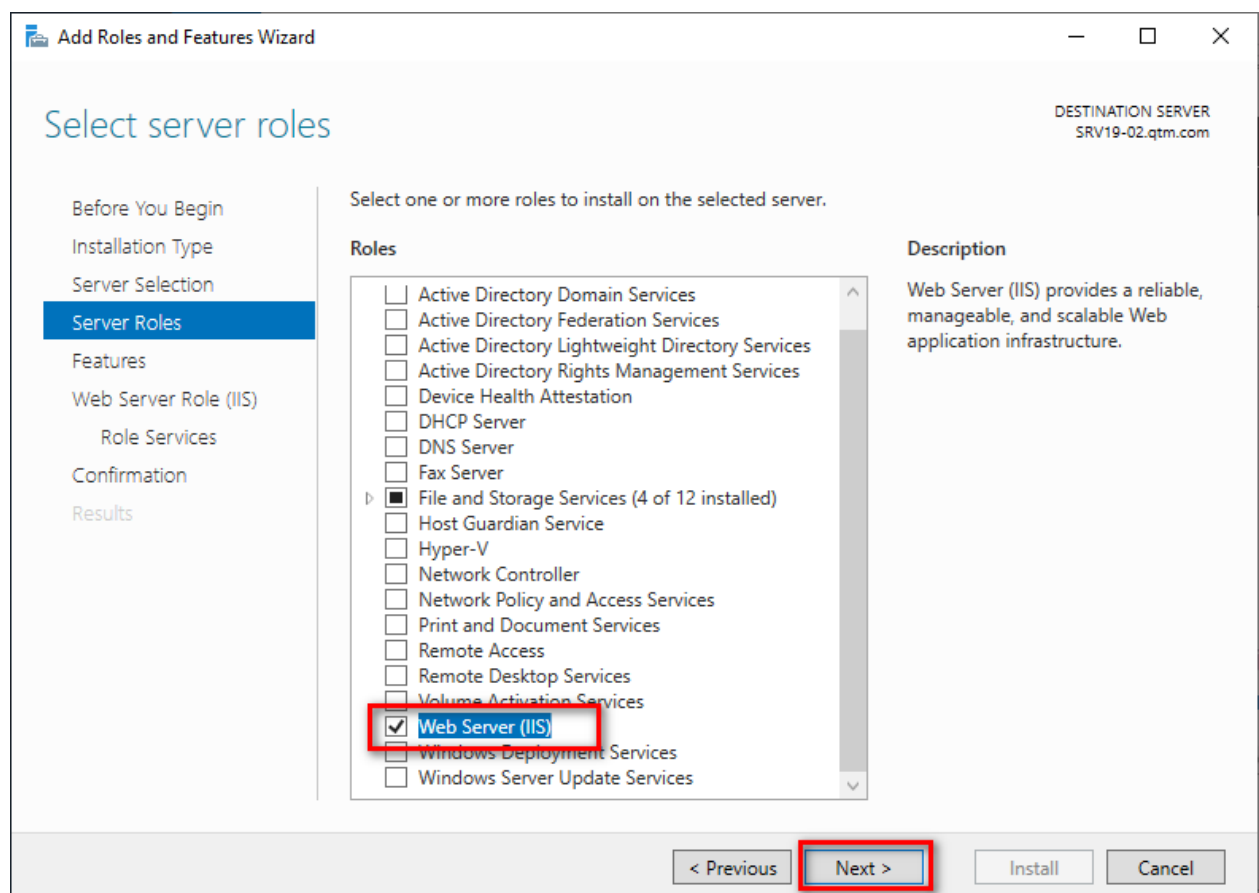 Add Roles and Features Wizard
Select server roles
DESTINATION SERVER
SRV19-02.qtm.com
Before You Begin
Installation Type
Server Selection
Server Roles
Features
Web Server Role (IIS)
Role Services
Confirmation
Results
Select one or more roles to install on the selected server.
Roles
Active Directory Domain Services
Active Directory Federation Services
Active Directory Lightweight Directory Services
Active Directory Rights Management Services
Device Health Attestation
DHCP Server
DNS Server
Fax Server
File and Storage Services (4 of 12 installed)
Host Guardian Service
Hyper-V
Network Controller
Network Policy and Access Services
Print and Document Services
Remote Access
Remote Desktop Services
Volume Activation Services
Web Server (IIS)
Windows Deployment Services
Windows Server Update Services
Description
Web Server (IIS) provides a reliable,
manageable, and scalable Web
application infrastructure.
< Previous
Next >
Install
Cancel